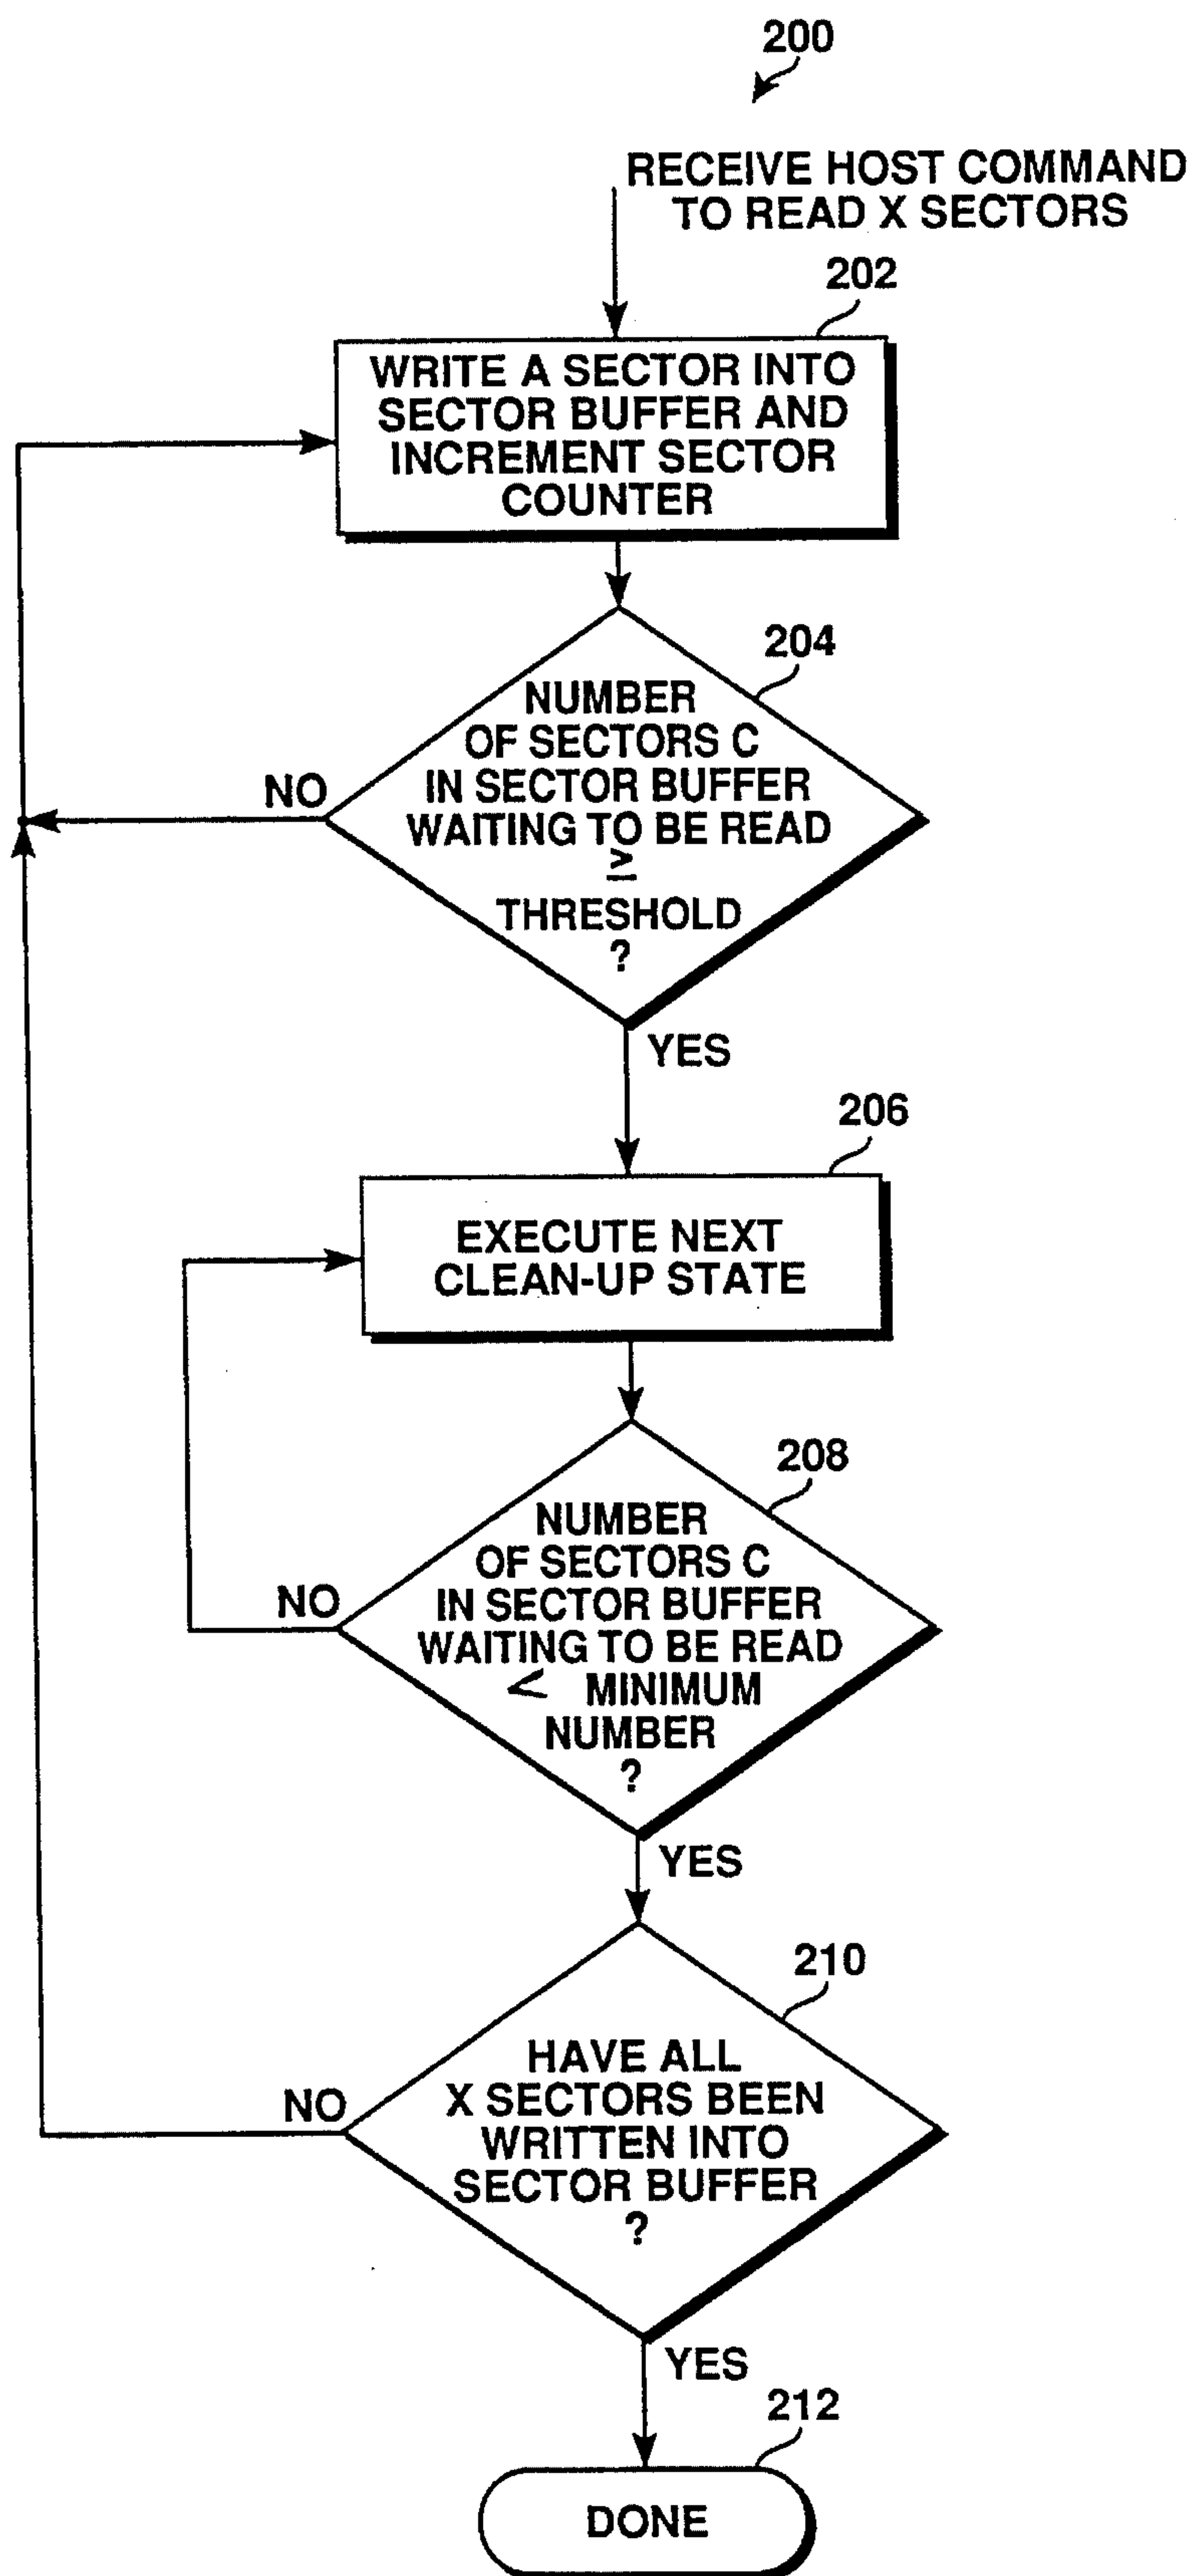 200
RECEIVE HOST COMMAND
TO READ X SECTORS
202
WRITE A SECTOR INTO
SECTOR BUFFER AND
INCREMENT SECTOR
COUNTER
204
NUMBER
OF SECTORS C
IN SECTOR BUFFER
WAITING TO BE READ
≥
THRESHOLD
?
NO
YES
206
EXECUTE NEXT
CLEAN-UP STATE
208
NUMBER
OF SECTORS C
IN SECTOR BUFFER
WAITING TO BE READ
< MINIMUM
NUMBER
?
NO
YES
210
HAVE ALL
X SECTORS BEEN
WRITTEN INTO
SECTOR BUFFER
?
NO
YES
212
DONE